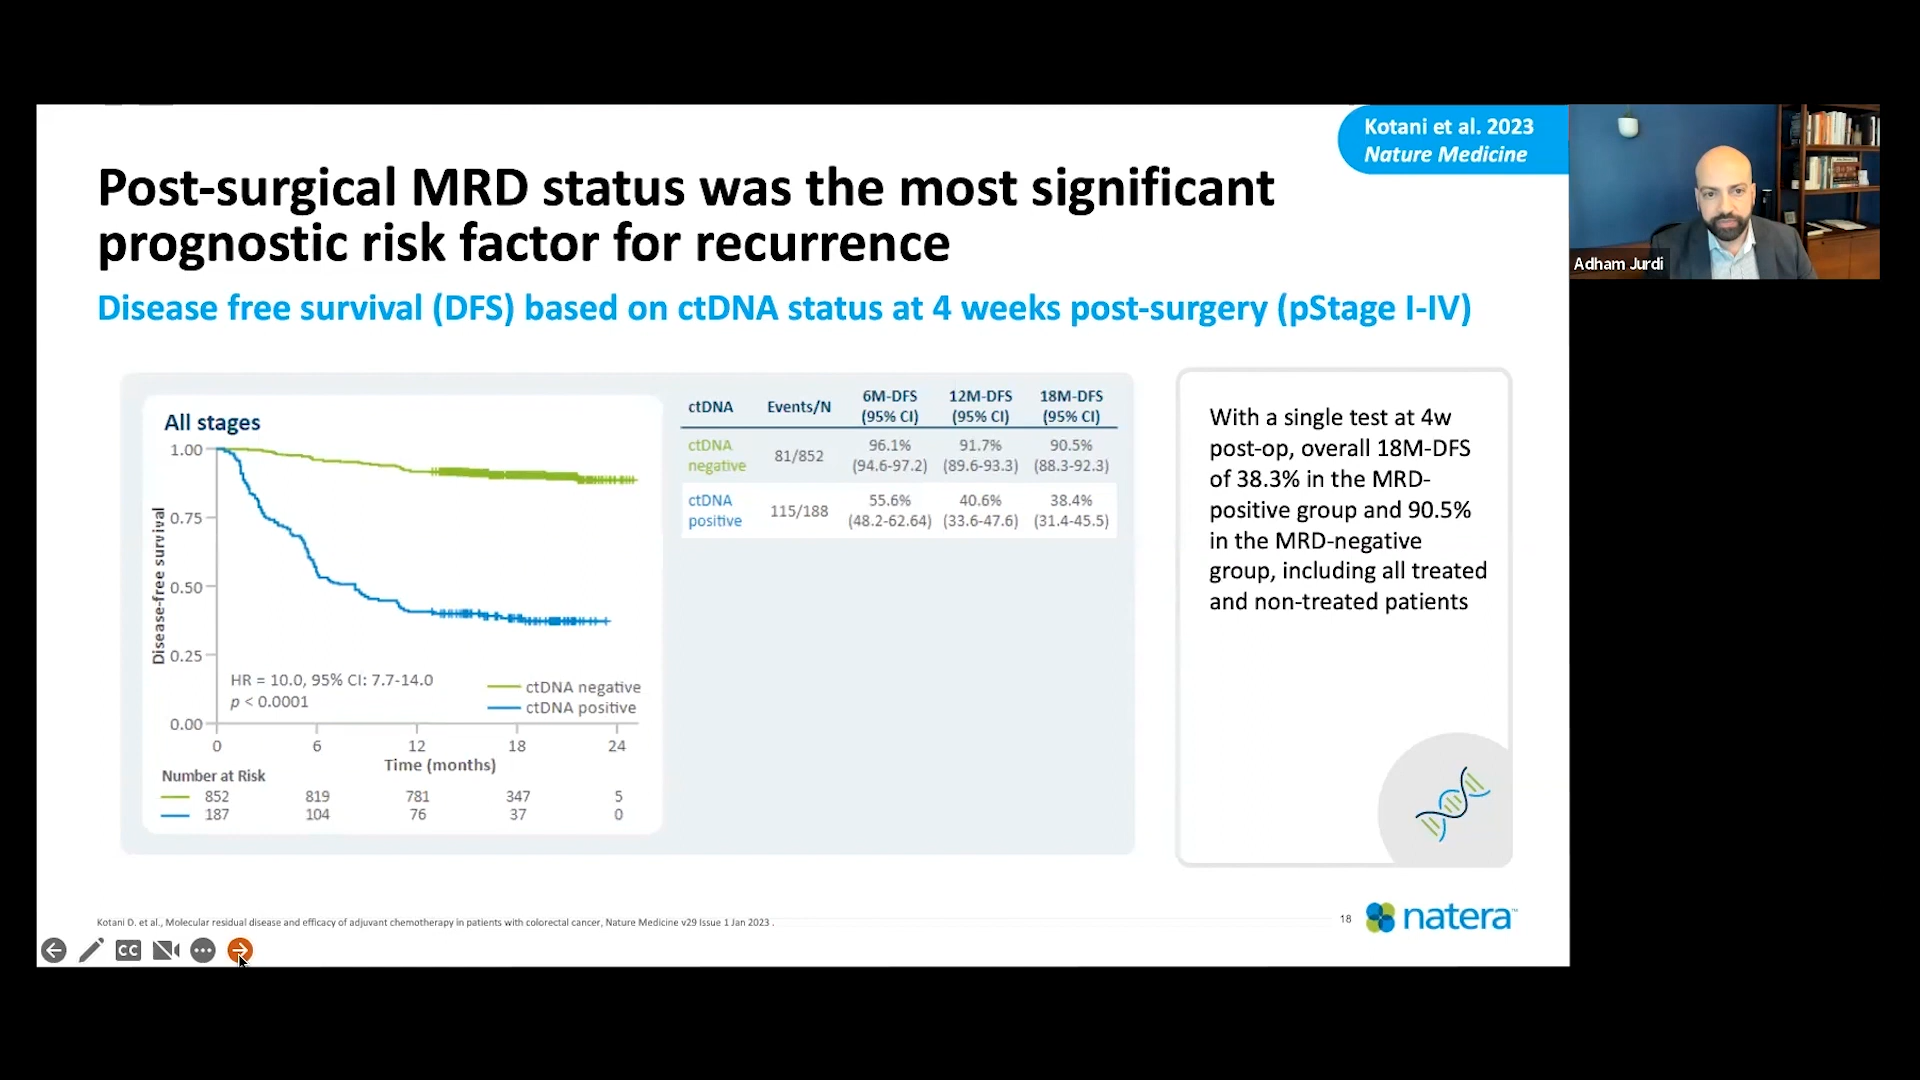 Kotani et al. 2023
Nature Medicine
Post-surgical MRD status was the most significant
prognostic risk factor for recurrence
Disease free survival (DFS) based on ctDNA status at 4 weeks post-surgery (pStage I-IV)
Adham Jurdi
All stages
1.00
0.75
0.50
0.25
0.00
Disease-free survival
HR = 10.0, 95% CI: 7.7-14.0
p < 0.0001
ctDNA negative
ctDNA positive
0 6 12 18 24
Time (months)
Number at Risk
852 819 781 347 5
187 104 76 37 0
ctDNA Events/N 6M-DFS (95% CI) 12M-DFS (95% CI) 18M-DFS (95% CI)
ctDNA negative 81/852 96.1% (94.6-97.2) 91.7% (89.6-93.3) 90.5% (88.3-92.3)
ctDNA positive 115/188 55.6% (48.2-62.64) 40.6% (33.6-47.6) 38.4% (31.4-45.5)
With a single test at 4w
post-op, overall 18M-DFS
of 38.3% in the MRD-
positive group and 90.5%
in the MRD-negative
group, including all treated
and non-treated patients
Kotani D. et al., Molecular residual disease and efficacy of adjuvant chemotherapy in patients with colorectal cancer, Nature Medicine v29 Issue 1 Jan 2023 .
18
natera™
CC